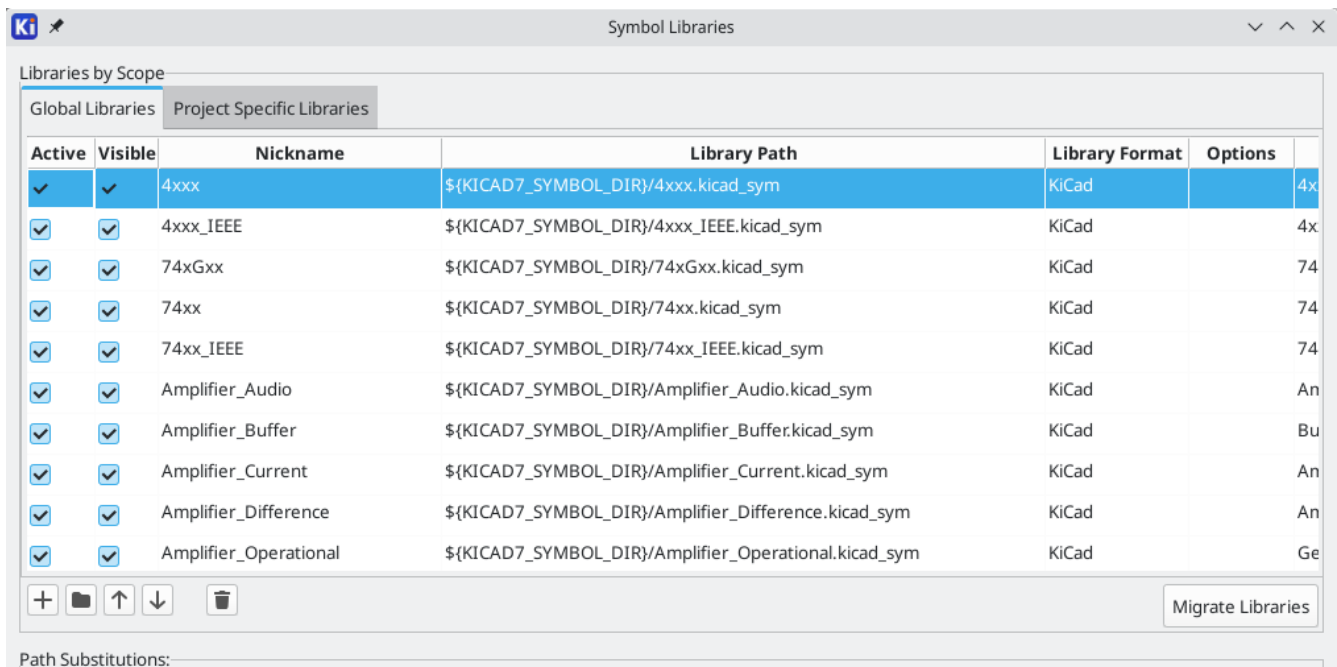 Ki Symbol Libraries
Libraries by Scope
Global Libraries Project Specific Libraries
Active Visible Nickname Library Path Library Format Options
4xxx ${KICAD7_SYMBOL_DIR}/4xxx.kicad_sym KiCad 4x
4xxx_IEEE ${KICAD7_SYMBOL_DIR}/4xxx_IEEE.kicad_sym KiCad 4x
74xGxx ${KICAD7_SYMBOL_DIR}/74xGxx.kicad_sym KiCad 74
74xx ${KICAD7_SYMBOL_DIR}/74xx.kicad_sym KiCad 74
74xx_IEEE ${KICAD7_SYMBOL_DIR}/74xx_IEEE.kicad_sym KiCad 74
Amplifier_Audio ${KICAD7_SYMBOL_DIR}/Amplifier_Audio.kicad_sym KiCad
Amplifier_Buffer ${KICAD7_SYMBOL_DIR}/Amplifier_Buffer.kicad_sym KiCad Bu
Amplifier_Current ${KICAD7_SYMBOL_DIR}/Amplifier_Current.kicad_sym KiCad
Amplifier_Difference ${KICAD7_SYMBOL_DIR}/Amplifier_Difference.kicad_sym KiCad
Amplifier_Operational ${KICAD7_SYMBOL_DIR}/Amplifier_Operational.kicad_sym KiCad Ge
Migrate Libraries
Path Substitutions: